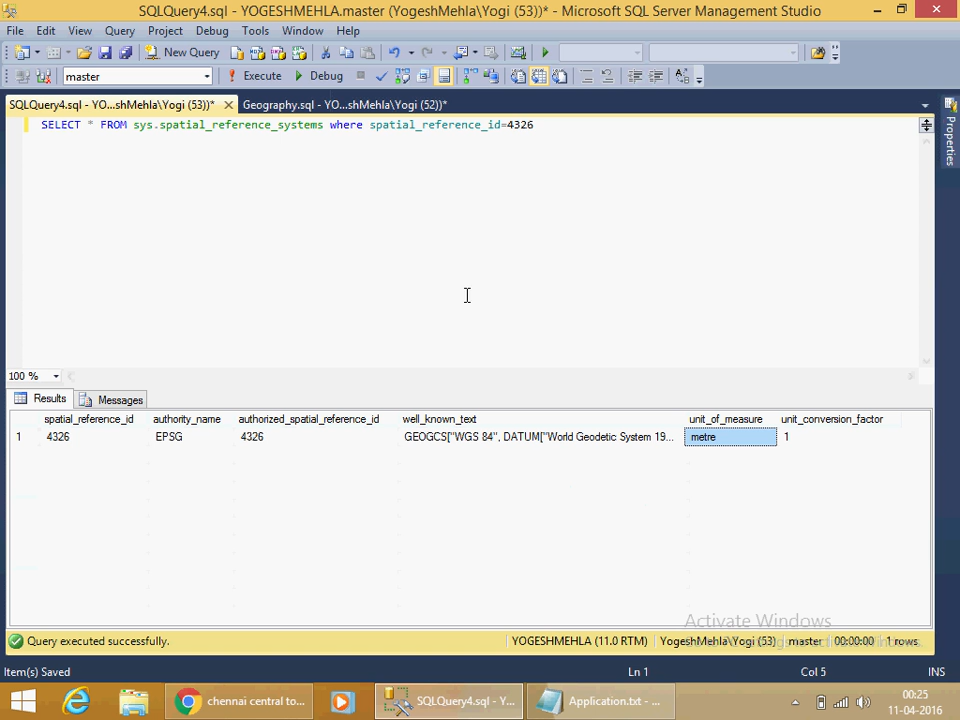 SQLQuery4.sql - YOGESHMEHLA.master (YogeshMehla\Yogi (53))* - Microsoft SQL Server Management Studio
File Edit View Query Project Debug Tools Window Help
New Query
master Execute Debug
SQLQuery4.sql - YO...shMehla\Yogi (53))* Geography.sql - YO...shMehla\Yogi (52))*
Properties
SELECT * FROM sys.spatial_reference_systems where spatial_reference_id=4326
100 %
Results Messages
spatial_reference_id authority_name authorized_spatial_reference_id well_known_text unit_of_measure unit_conversion_factor
1 4326 EPSG 4326 GEOGCS["WGS 84", DATUM["World Geodetic System 19... metre 1
Activate Windows
Query executed successfully. YOGESHMEHLA (11.0 RTM) YogeshMehla\Yogi (53) master 00:00:00 1 rows
Item(s) Saved Ln 1 Col 5 INS
chennai central to... SQLQuery4.sql - Y... Application.txt - ...
00:25
11-04-2016